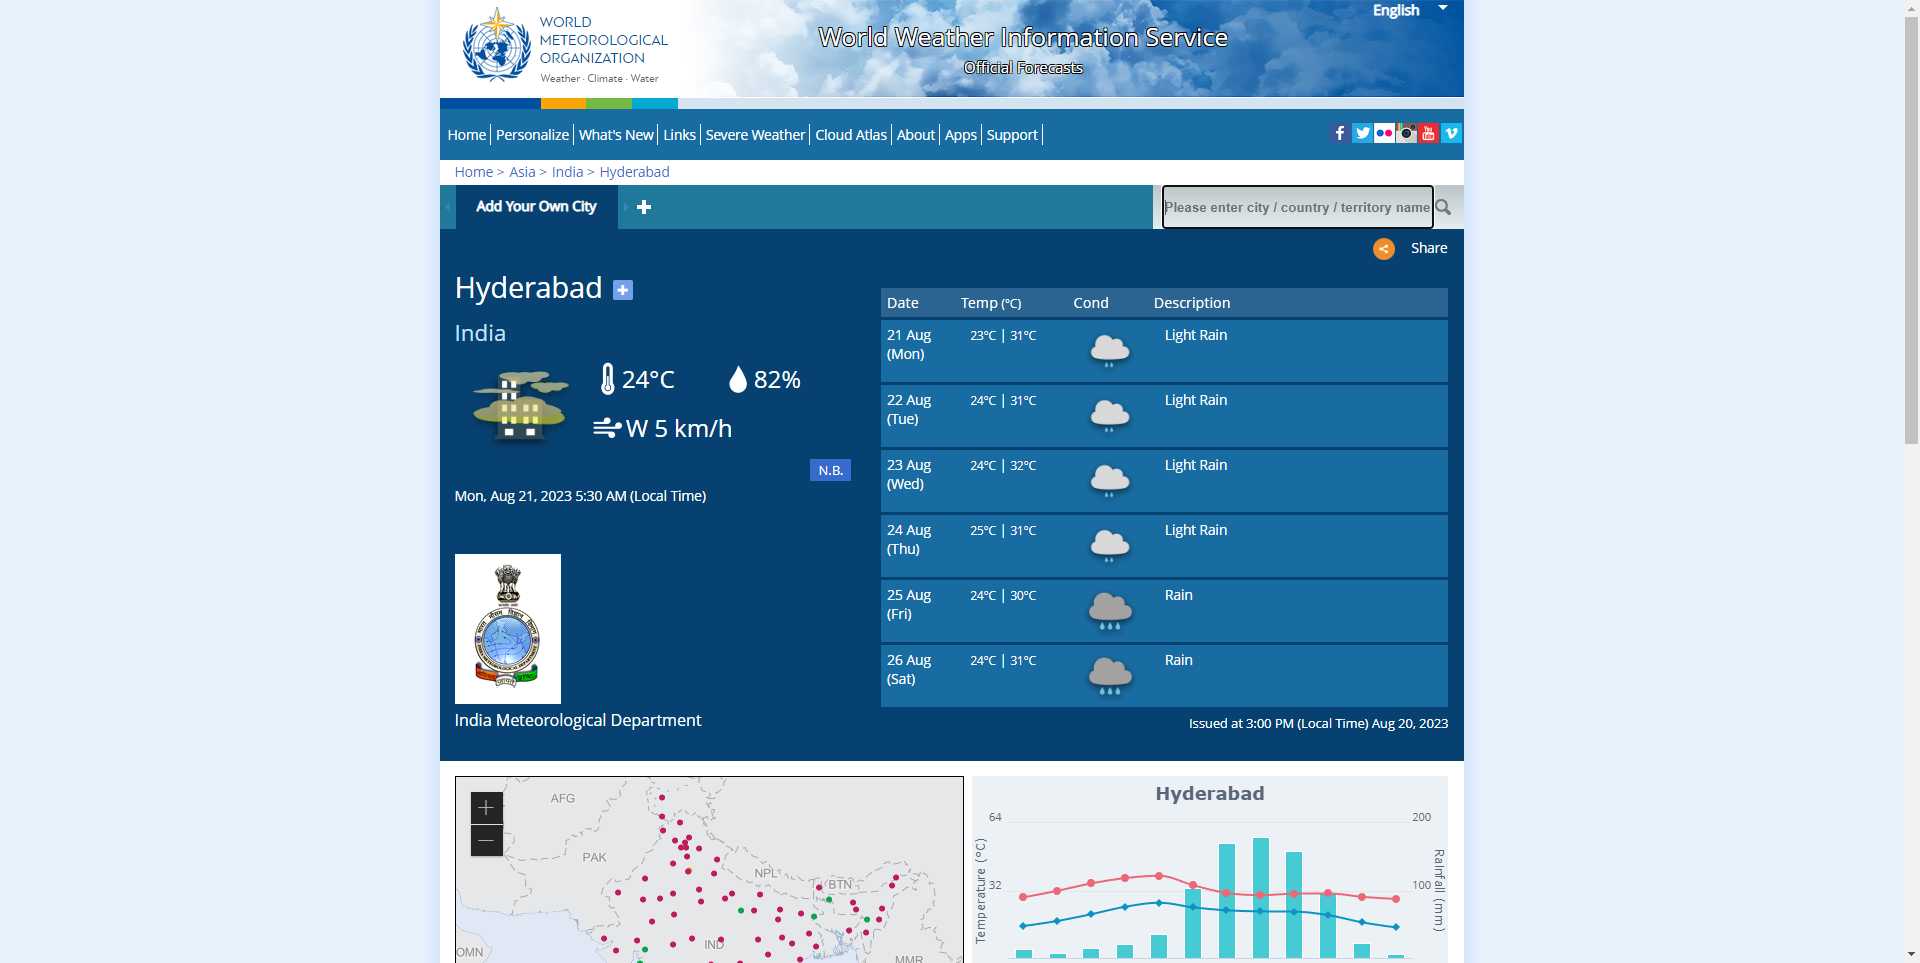 WORLD
METEOROLOGICAL
ORGANIZATION
Weather · Climate · Water
World Weather Information Service
Official Forecasts
English
Home
Personalize
What's New
Links
Severe Weather
Cloud Atlas
About
Apps
Support
Home > Asia > India > Hyderabad
Add Your Own City
Please enter city / country / territory name
Share
Hyderabad
India
24°C
82%
W 5 km/h
N.B.
Mon, Aug 21, 2023 5:30 AM (Local Time)
India Meteorological Department
Date Temp (°C) Cond Description
21 Aug (Mon) 23°C | 31°C Light Rain
22 Aug (Tue) 24°C | 31°C Light Rain
23 Aug (Wed) 24°C | 32°C Light Rain
24 Aug (Thu) 25°C | 31°C Light Rain
25 Aug (Fri) 24°C | 30°C Rain
26 Aug (Sat) 24°C | 31°C Rain
Issued at 3:00 PM (Local Time) Aug 20, 2023
AFG
PAK
NPL
BTN
IND
OMN
MMR
Hyderabad
64
200
32
100
Temperature (°C)
Rainfall (mm)